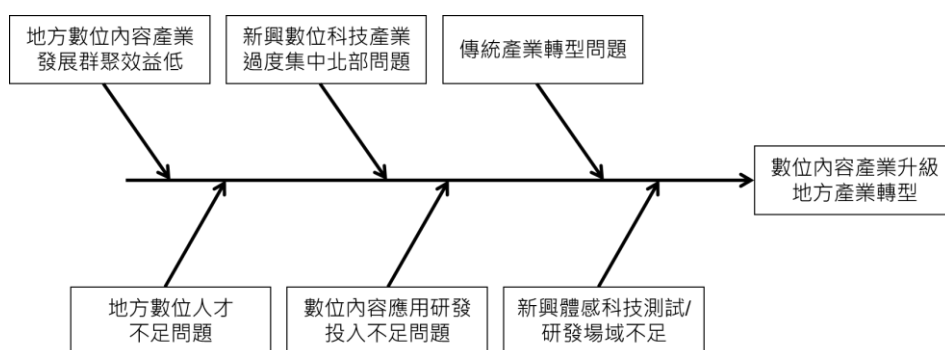 地方數位內容產業
發展群聚效益低
新興數位科技產業
過度集中北部問題
傳統產業轉型問題
數位內容產業升級
地方產業轉型
地方數位人才
不足問題
數位內容應用研發
投入不足問題
新興體感科技測試/
研發場域不足